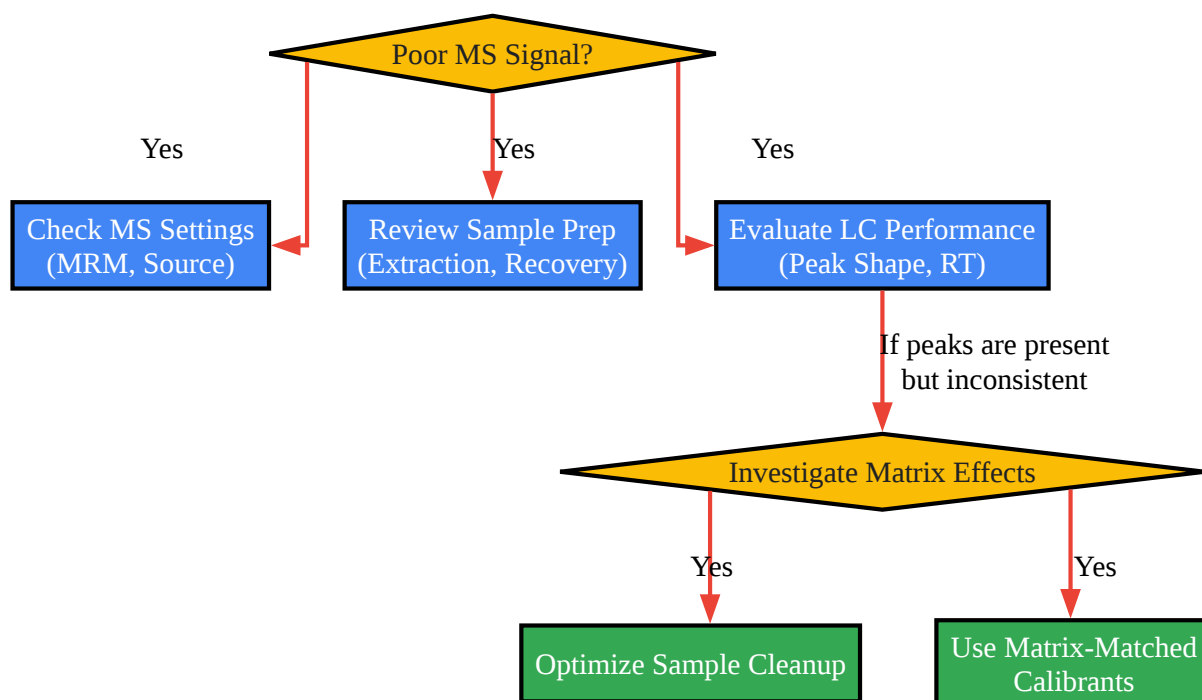 Poor MS Signal?
Yes
Yes
Yes
Check MS Settings
(MRM, Source)
Review Sample Prep
(Extraction, Recovery)
Evaluate LC Performance
(Peak Shape, RT)
If peaks are present
but inconsistent
Investigate Matrix Effects
Yes
Yes
Optimize Sample Cleanup
Use Matrix-Matched
Calibrants